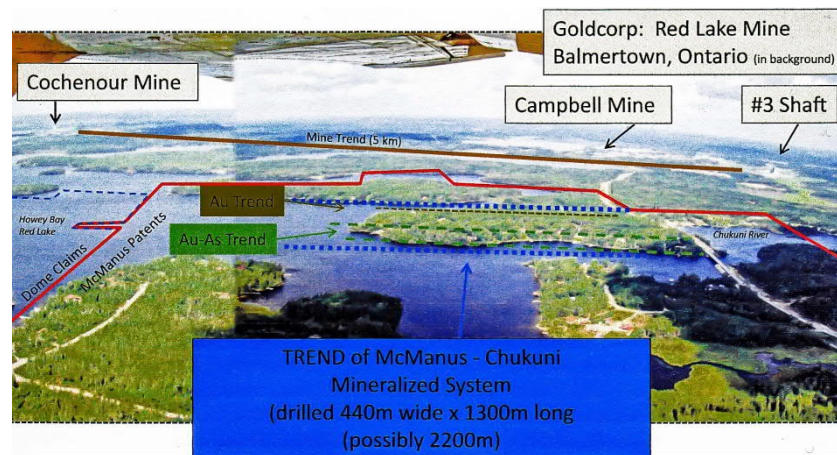 Goldcorp: Red Lake Mine
Balmertown, Ontario (in background)
Cochenour Mine
Campbell Mine
#3 Shaft
Mine Trend (5 km)
Au Trend
Howey Bay
Red Lake
Au-As Trend
Chukuni River
Dome Claims
McManus Patents
TREND of McManus - Chukuni
Mineralized System
(drilled 440m wide x 1300m long
(possibly 2200m)